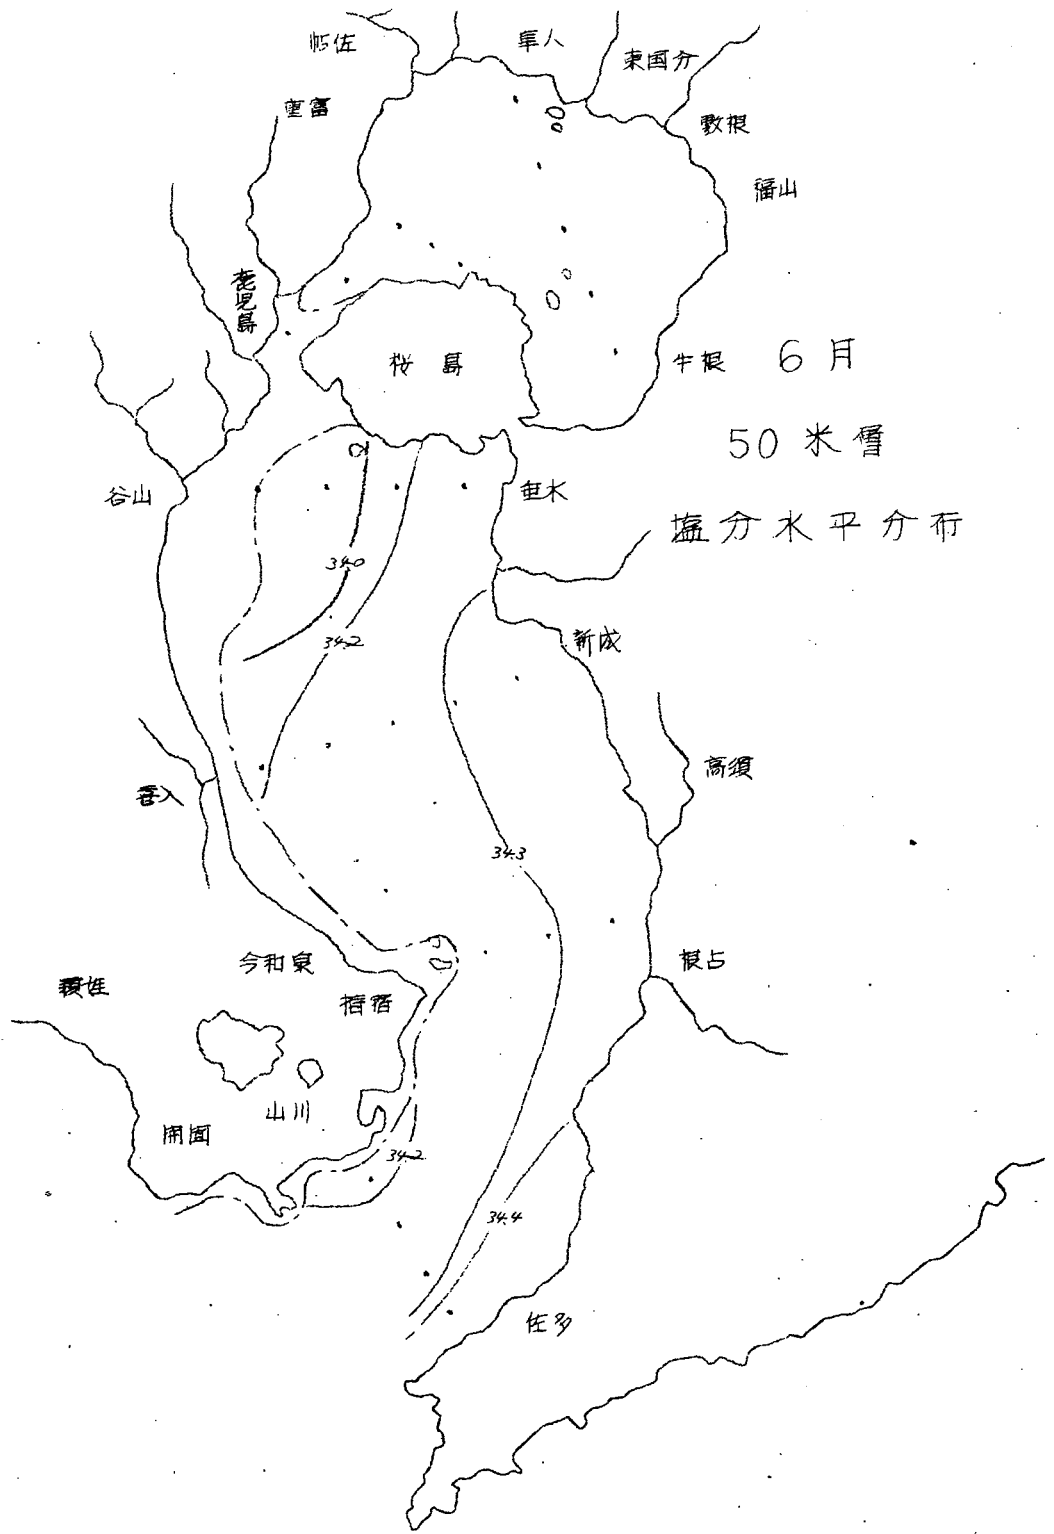 帖佐
隼人
東国分
重富
敷根
福山
鹿児島
桜島
牛根
6月
50米層
谷山
垂水
塩分水平分布
34.0
34.2
新成
高須
喜入
34.3
今和泉
根占
頴娃
指宿
山川
開聞
34.2
34.4
佐多